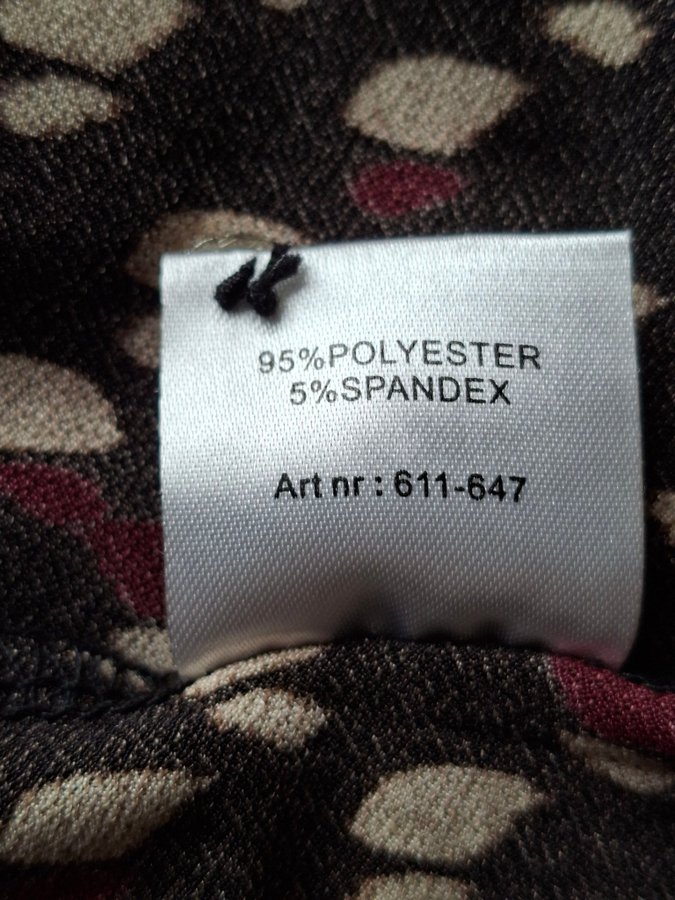 95%POLYESTER
5%SPANDEX
Art nr : 611-647